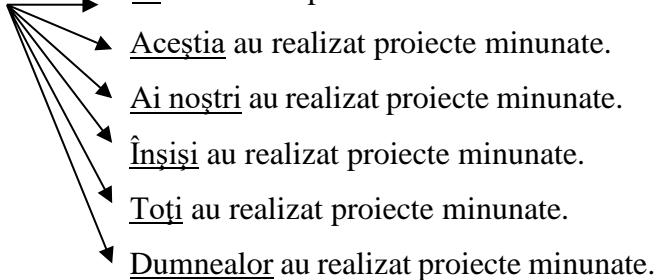 Aceştia au realizat proiecte minunate.
Ai noştri au realizat proiecte minunate.
Înşişi au realizat proiecte minunate.
Toţi au realizat proiecte minunate.
Dumnealor au realizat proiecte minunate.